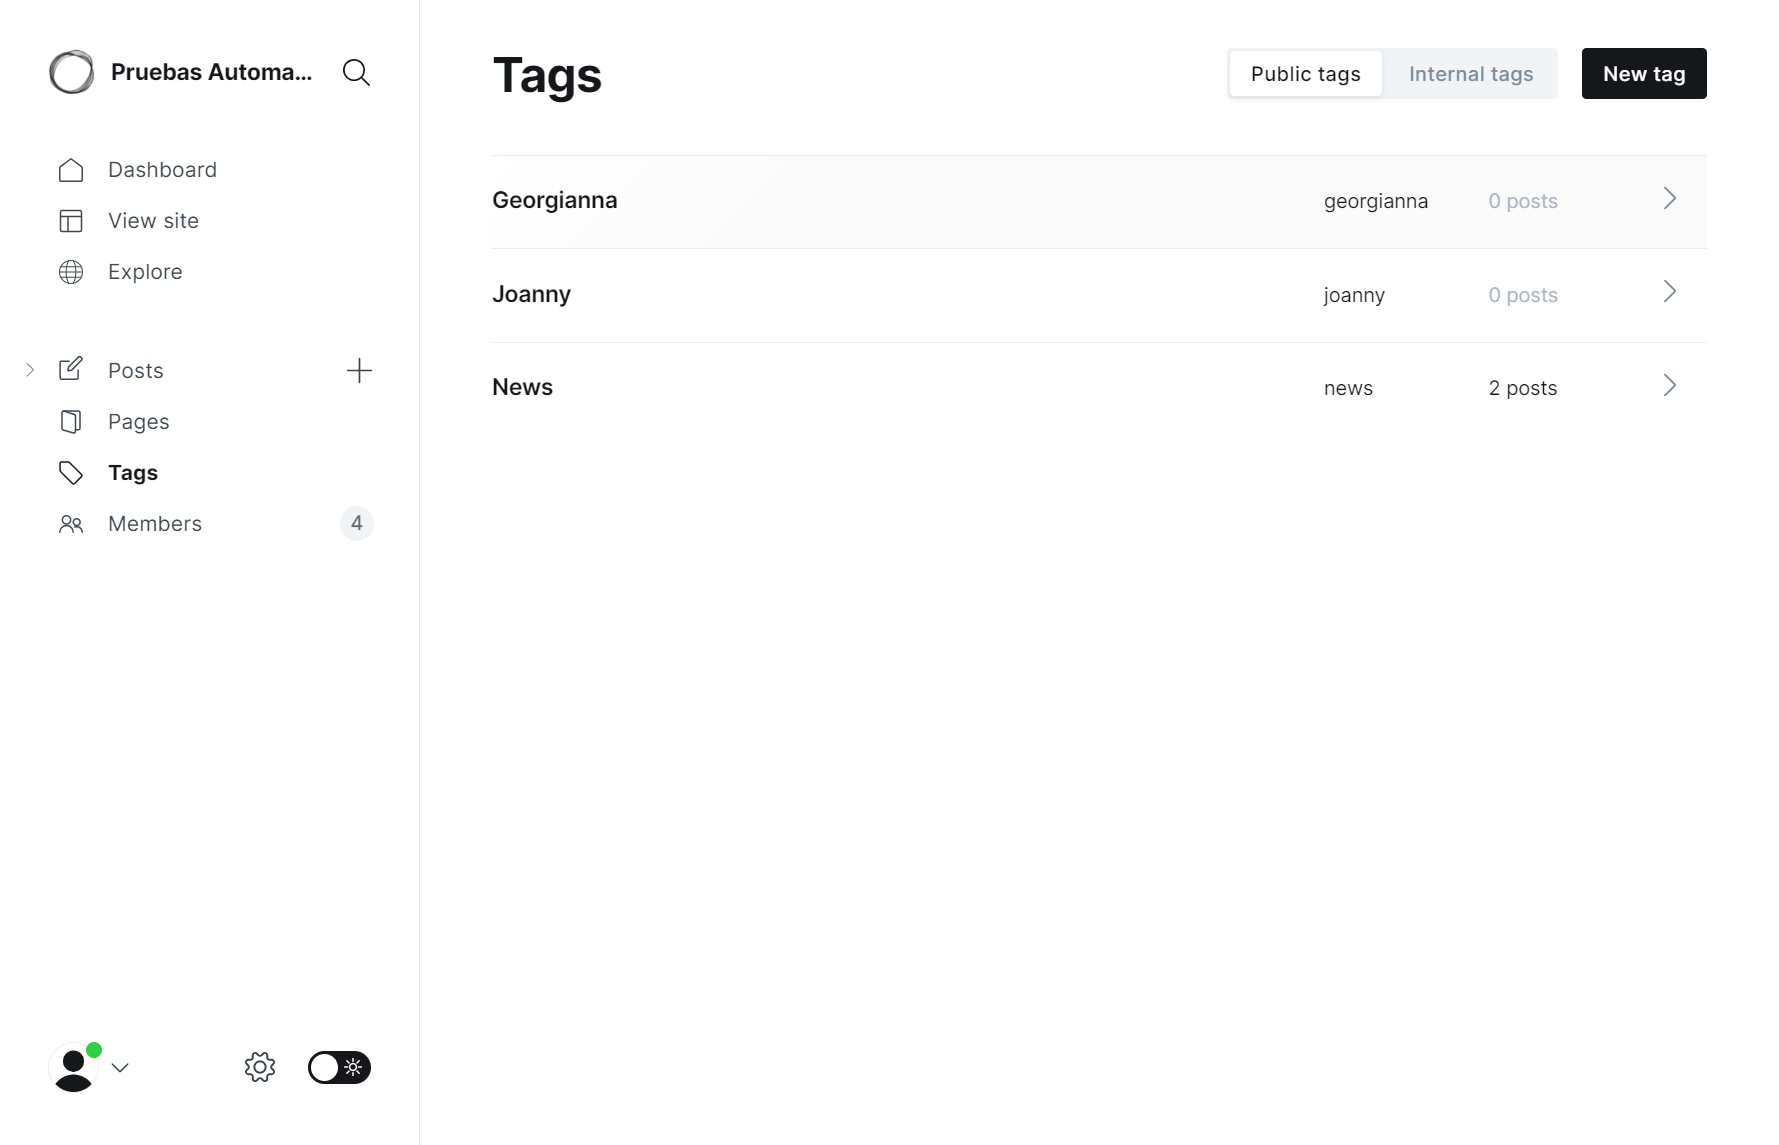 Pruebas Automa...
Dashboard
View site
Explore
Posts
Pages
Tags
Members 4
Tags
Public tags Internal tags New tag
Georgianna georgianna 0 posts
Joanny joanny 0 posts
News news 2 posts